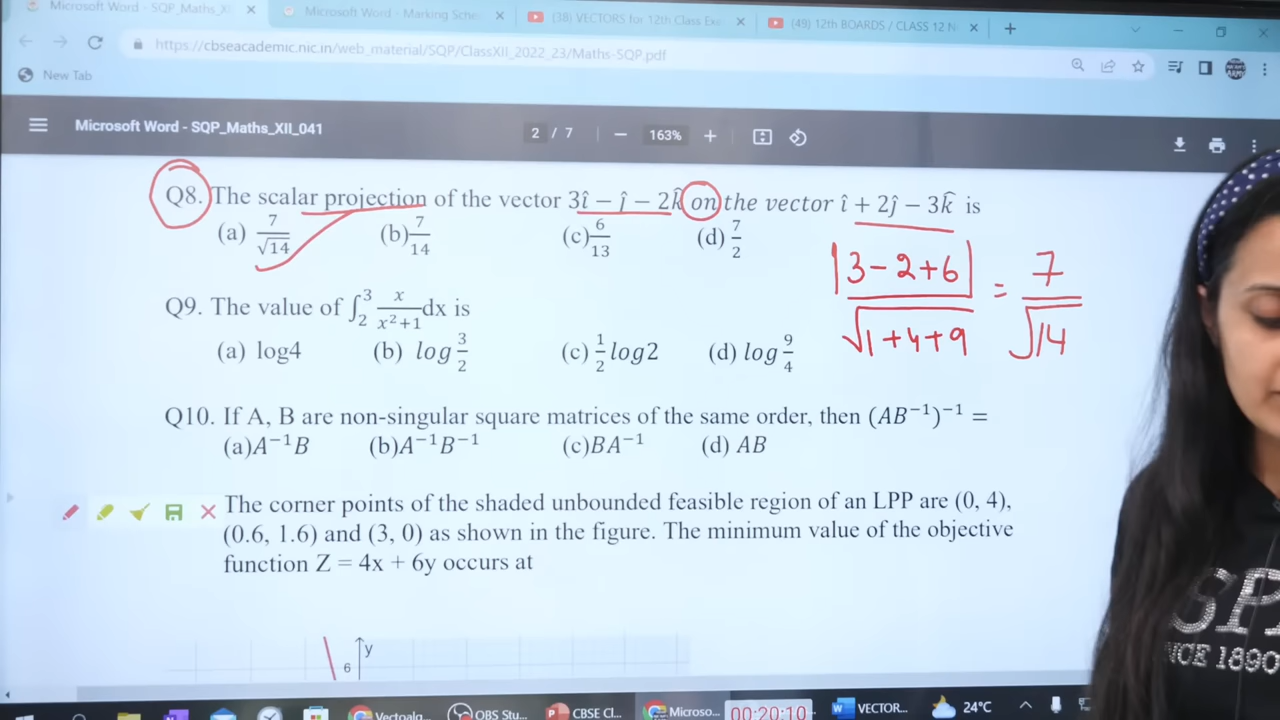 Microsoft Word - SQP_Maths_XI
Microsoft Word - Marking Sche
(38) VECTORS for 12th Class Exa
(49) 12th BOARDS / CLASS 12 N
https://cbseacademic.nic.in/web_material/SQP/ClassXII_2022_23/Maths-SQP.pdf
New Tab
Microsoft Word - SQP_Maths_XII_041
2 / 7
163%
Q8. The scalar projection of the vector 3î − ĵ − 2k̂ on the vector î + 2ĵ − 3k̂ is
(a) 7/√14 (b) 7/14 (c) 6/13 (d) 7/2
|3-2+6| / √1+4+9 = 7/√14
Q9. The value of ∫₂³ x/(x²+1) dx is
(a) log4 (b) log 3/2 (c) 1/2 log2 (d) log 9/4
Q10. If A, B are non-singular square matrices of the same order, then (AB⁻¹)⁻¹ =
(a)A⁻¹B (b)A⁻¹B⁻¹ (c)BA⁻¹ (d) AB
The corner points of the shaded unbounded feasible region of an LPP are (0, 4),
(0.6, 1.6) and (3, 0) as shown in the figure. The minimum value of the objective
function Z = 4x + 6y occurs at
y
6
SINCE 1890
Vectoralg
OBS Stu...
CBSE Cl...
Microso...
00:20:10
VECTOR...
24°C